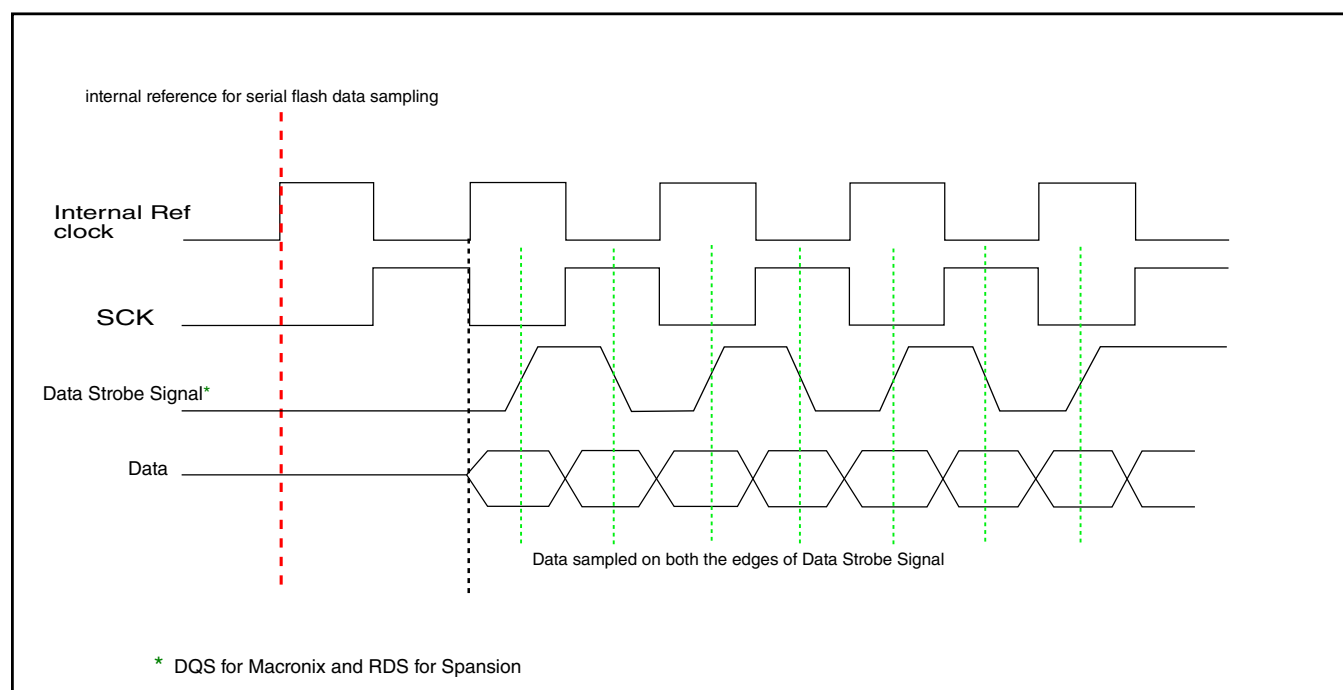 internal reference for serial flash data sampling
Internal Ref
clock
SCK
Data Strobe Signal*
Data
Data sampled on both the edges of Data Strobe Signal
* DQS for Macronix and RDS for Spansion